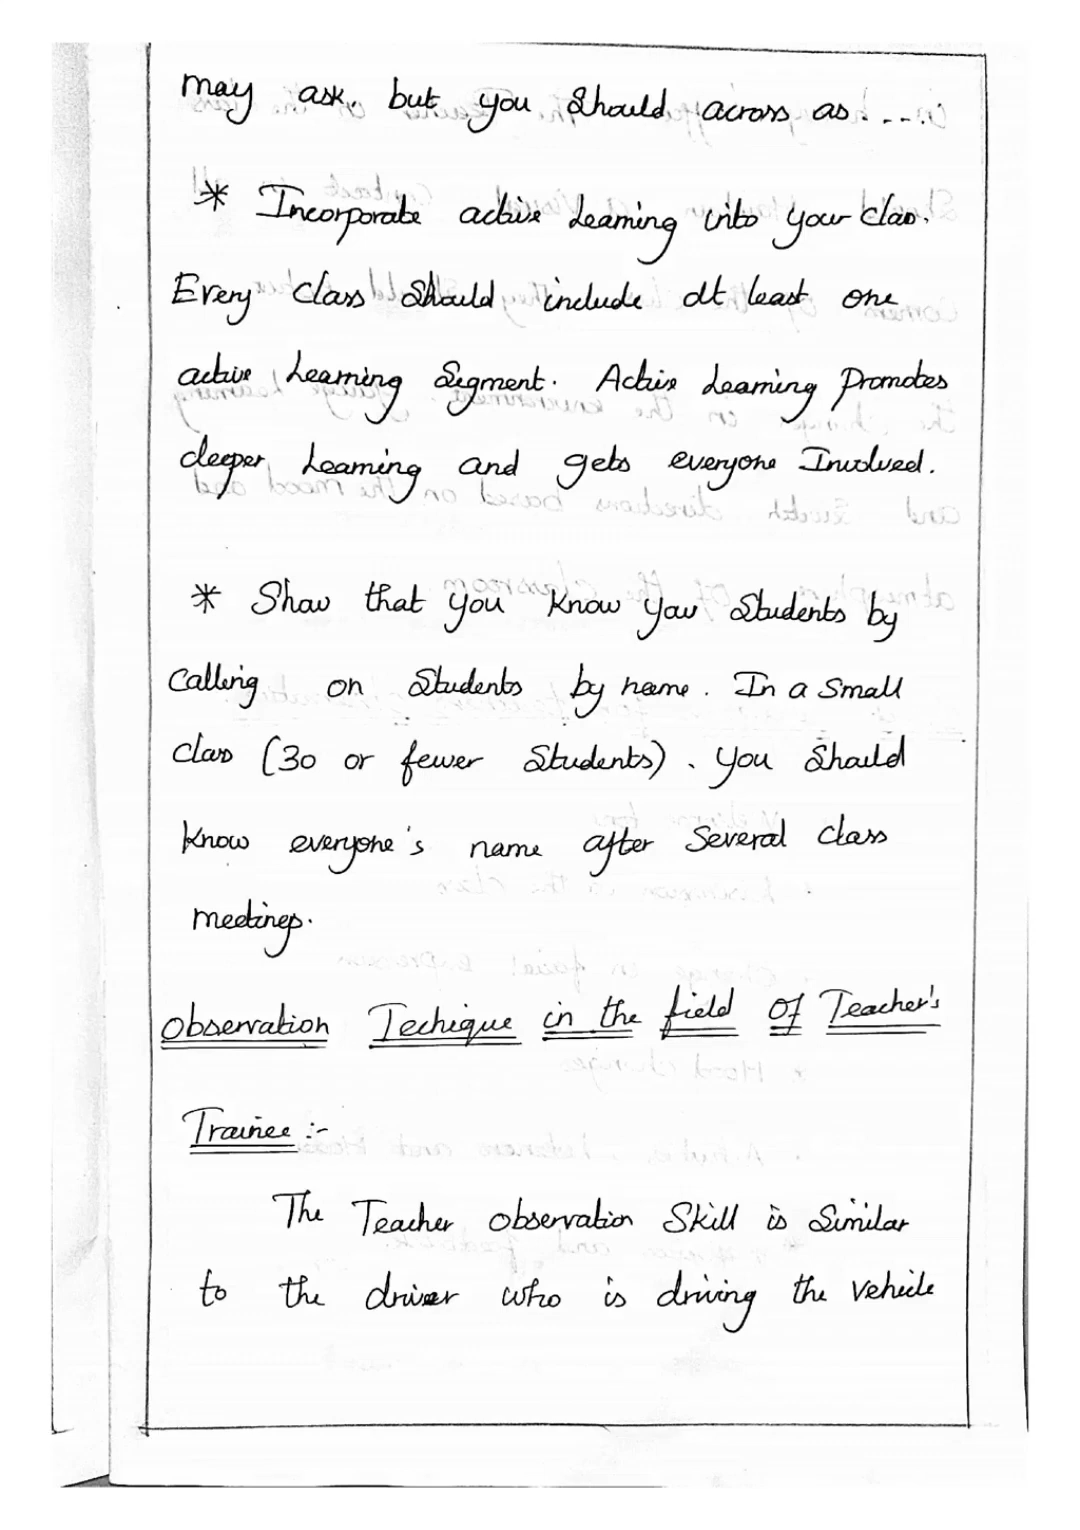 may ask, but you should across as ....
* Incorporate active Learning into your class.
Every class should include at least one
active Learning Segment. Active Learning Promotes
deeper Learning and gets everyone Involved.
* Show that you know your Students by
calling on Students by name. In a small
class (30 or fewer Students). you should
know everyone's name after Several class
meetings.
observation Techique in the field of Teacher's
Trainee :-
The Teacher observation Skill is Similar
to the driver who is driving the vehicle